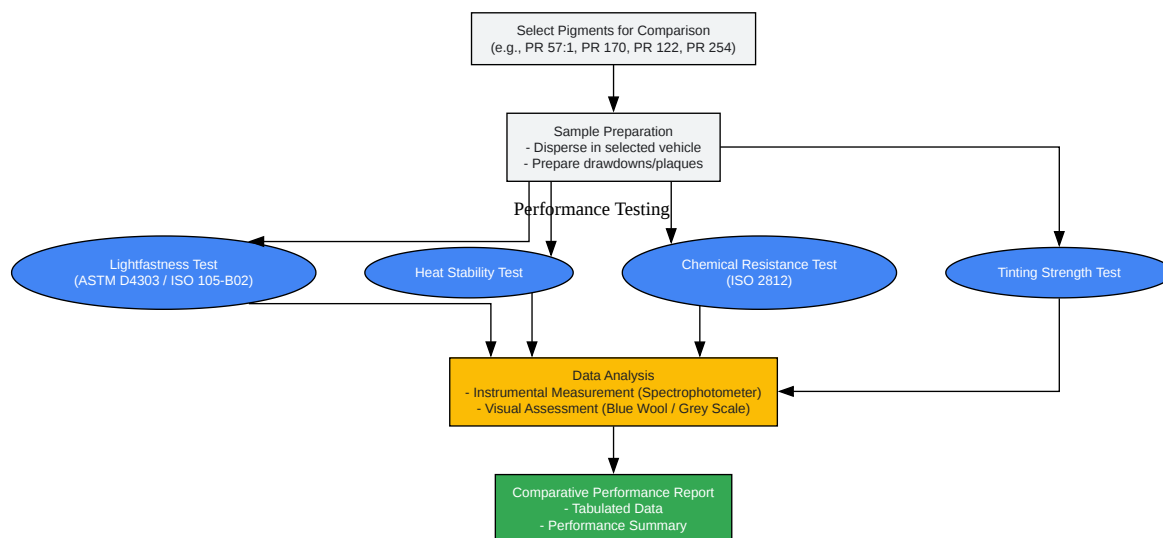 Select Pigments for Comparison
(e.g., PR 57:1, PR 170, PR 122, PR 254)
Sample Preparation
- Disperse in selected vehicle
- Prepare drawdowns/plaques
Performance Testing
Lightfastness Test
(ASTM D4303 / ISO 105-B02)
Heat Stability Test
Chemical Resistance Test
(ISO 2812)
Tinting Strength Test
Data Analysis
- Instrumental Measurement (Spectrophotometer)
- Visual Assessment (Blue Wool / Grey Scale)
Comparative Performance Report
- Tabulated Data
- Performance Summary